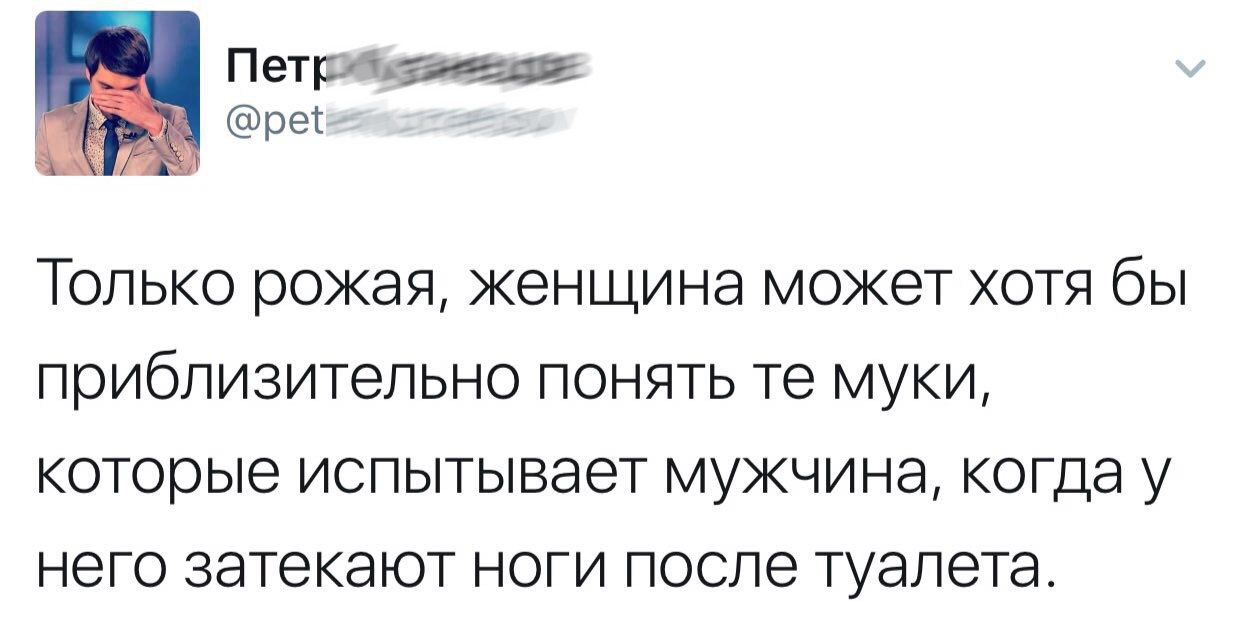 Петр
@pet
Только рожая, женщина может хотя бы
приблизительно понять те муки,
которые испытывает мужчина, когда у
него затекают ноги после туалета.